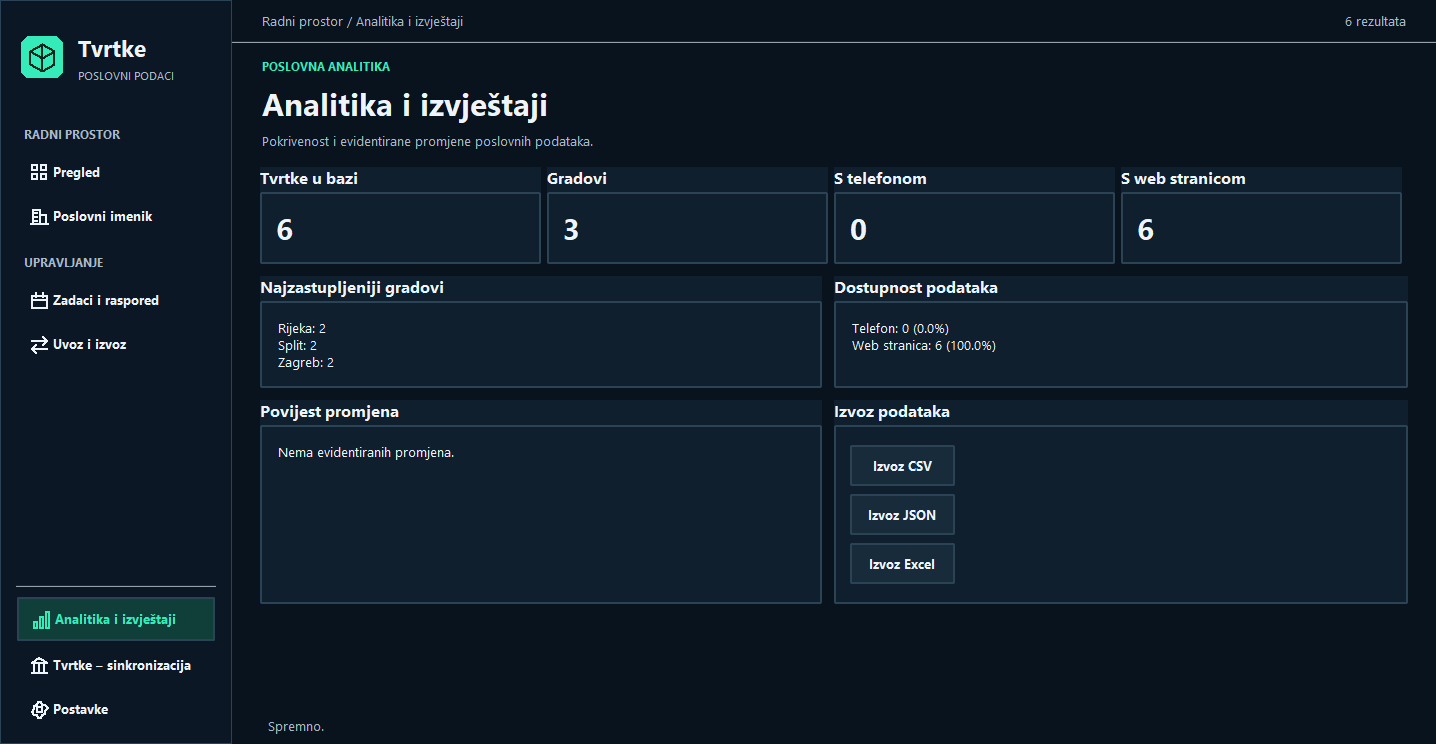 Tvrtke
POSLOVNI PODACI
RADNI PROSTOR
Pregled
Poslovni imenik
UPRAVLJANJE
Zadaci i raspored
Uvoz i izvoz
Analitika i izvještaji
Tvrtke – sinkronizacija
Postavke
Radni prostor / Analitika i izvještaji
6 rezultata
POSLOVNA ANALITIKA
Analitika i izvještaji
Pokrivenost i evidentirane promjene poslovnih podataka.
Tvrtke u bazi
6
Gradovi
3
S telefonom
0
S web stranicom
6
Najzastupljeniji gradovi
Rijeka: 2
Split: 2
Zagreb: 2
Dostupnost podataka
Telefon: 0 (0.0%)
Web stranica: 6 (100.0%)
Povijest promjena
Nema evidentiranih promjena.
Izvoz podataka
Izvoz CSV
Izvoz JSON
Izvoz Excel
Spremno.